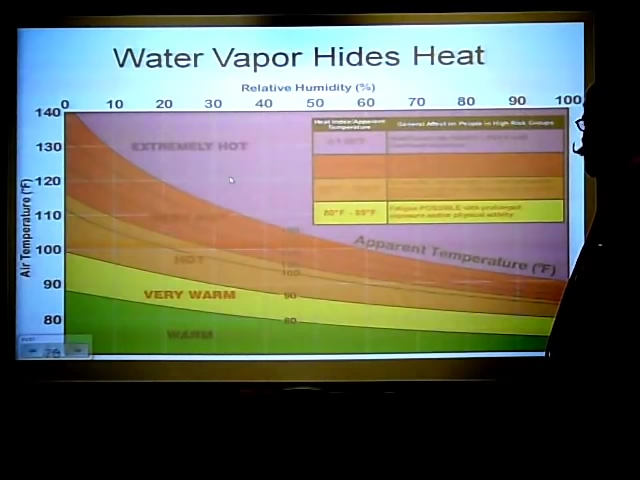 Water Vapor Hides Heat
Relative Humidity (%)
0 10 20 30 40 50 60 70 80 90 100
140
130
120
110
100
90
80
Air Temperature (°F)
Heat Index/Apparent Temperature
General Affect on People in High Risk Groups
80°F - 89°F
Fatigue POSSIBLE with prolonged
exposure and/or physical activity
EXTREMELY HOT
Apparent Temperature (°F)
HOT
100
VERY WARM
90
80
WARM